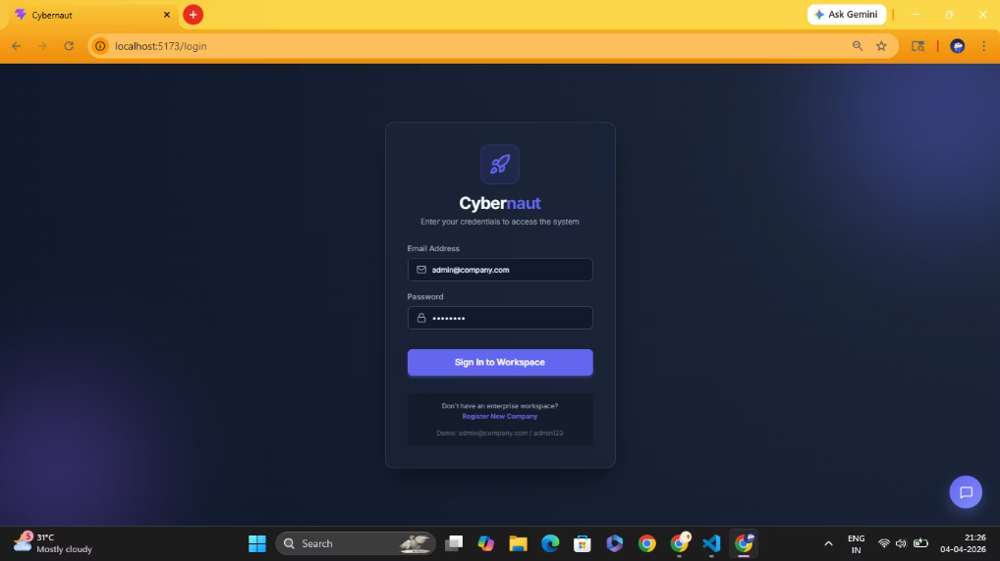 Cybernaut
Ask Gemini
localhost:5173/login
Cybernaut
Enter your credentials to access the system
Email Address
admin@company.com
Password
••••••••
Sign In to Workspace
Don't have an enterprise workspace?
Register New Company
Demo: admin@company.com / admin123
5
31°C
Mostly cloudy
Search
ENG
IN
21:26
04-04-2026